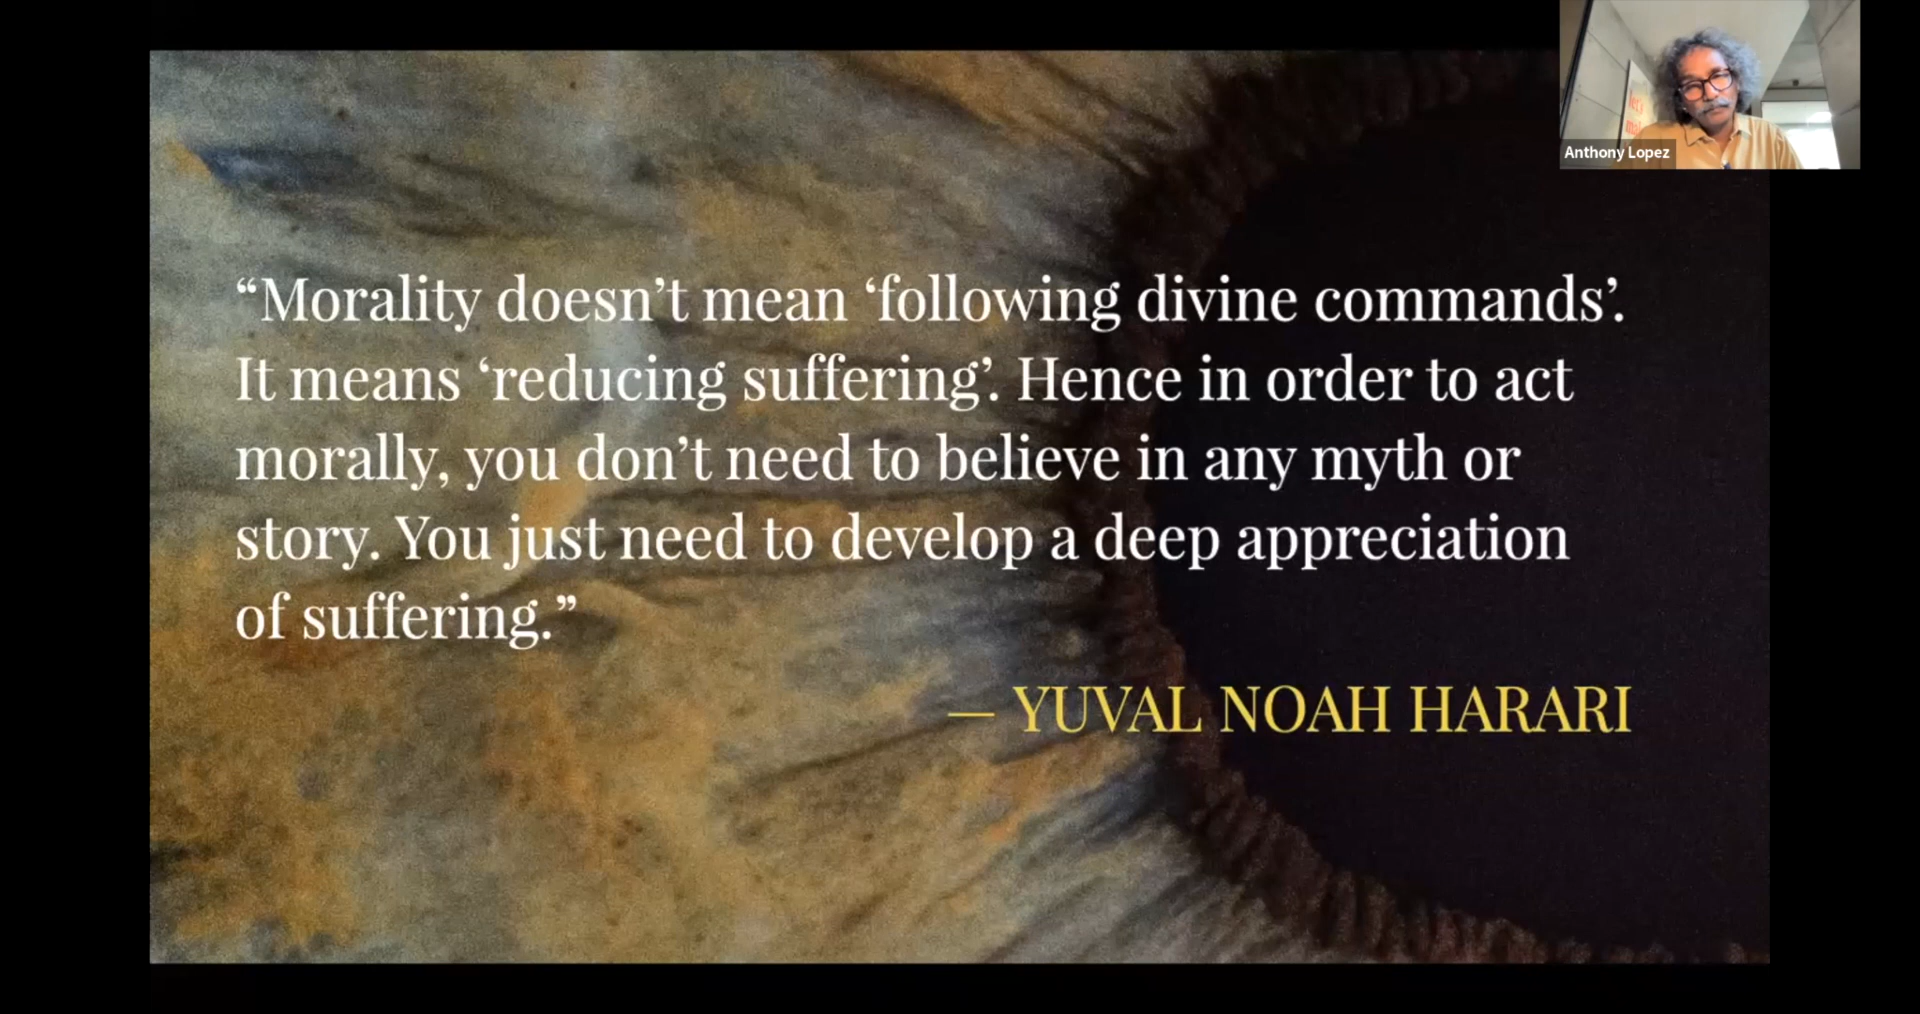 “Morality doesn’t mean ‘following divine commands’.
It means ‘reducing suffering’. Hence in order to act
morally, you don’t need to believe in any myth or
story. You just need to develop a deep appreciation
of suffering.”
— YUVAL NOAH HARARI
Anthony Lopez